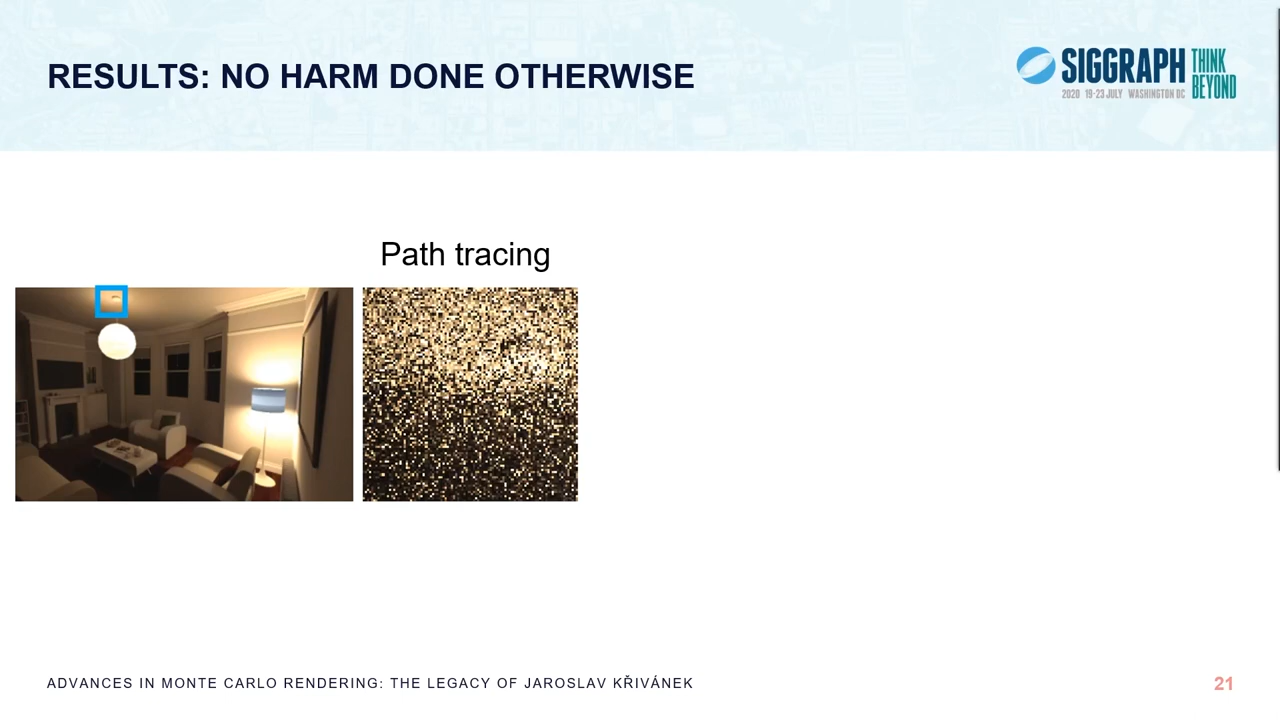 RESULTS: NO HARM DONE OTHERWISE
SIGGRAPH THINK BEYOND
2020 19-23 JULY WASHINGTON DC
Path tracing
ADVANCES IN MONTE CARLO RENDERING: THE LEGACY OF JAROSLAV KŘIVÁNEK
21